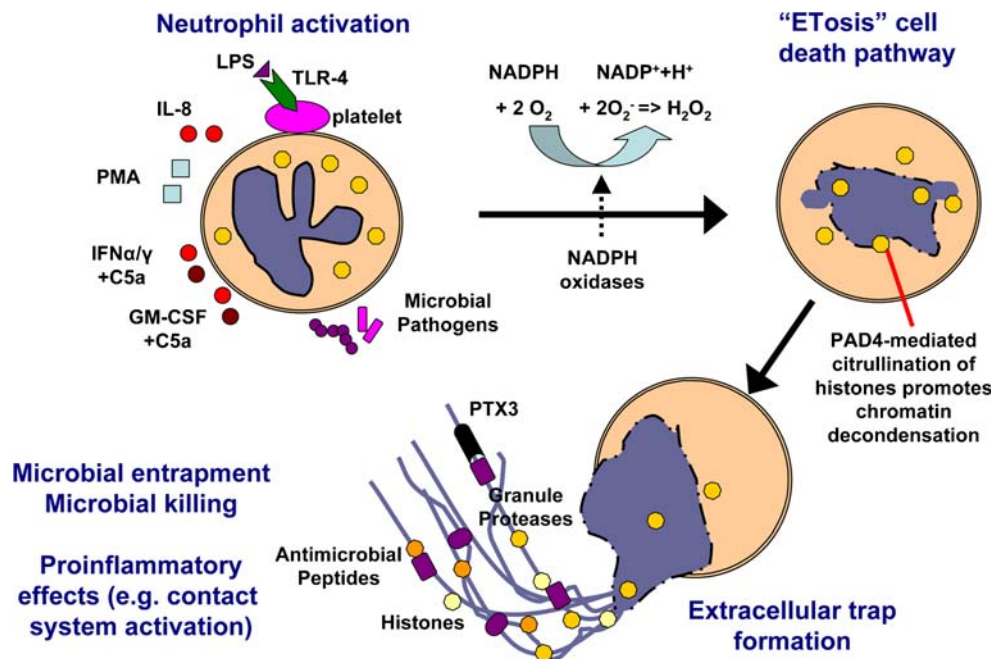 Neutrophil activation
LPS
TLR-4
IL-8
platelet
PMA
IFNα/γ
+C5a
GM-CSF
+C5a
Microbial
Pathogens
NADPH NADP⁺+H⁺
+ 2 O₂ + 2O₂⁻ => H₂O₂
NADPH
oxidases
“ETosis” cell
death pathway
PAD4-mediated
citrullination of
histones promotes
chromatin
decondensation
PTX3
Granule
Proteases
Antimicrobial
Peptides
Histones
Microbial entrapment
Microbial killing
Proinflammatory
effects (e.g. contact
system activation)
Extracellular trap
formation